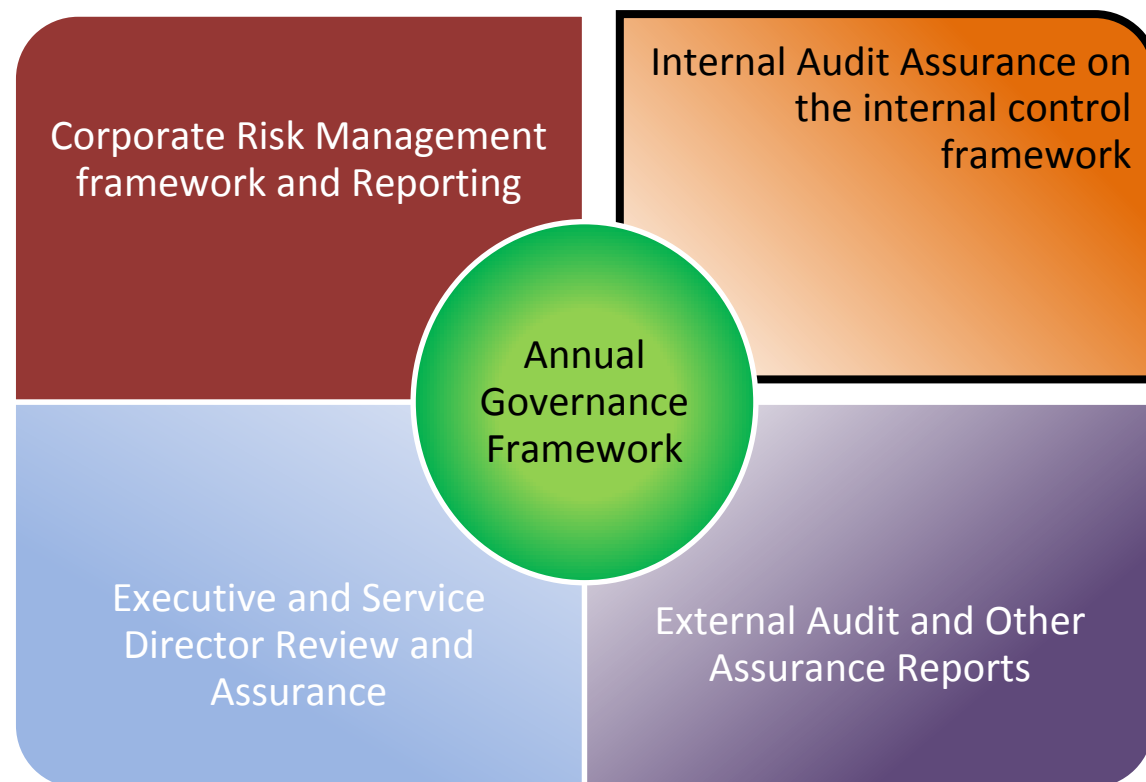 Corporate Risk Management
framework and Reporting
Internal Audit Assurance on
the internal control
framework
Annual
Governance
Framework
Executive and Service
Director Review and
Assurance
External Audit and Other
Assurance Reports